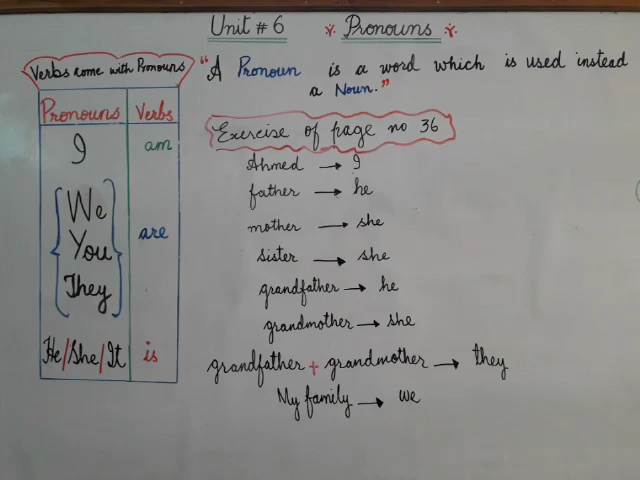 Unit # 6 Pronouns
Verbs come with Pronouns
Pronouns Verbs
I am
We
You are
They
He/She/It is
"A Pronoun is a word which is used instead
a Noun."
Exercise of page no 36
Ahmed → I
father → he
mother → she
sister → she
grandfather → he
grandmother → she
grandfather + grandmother → they
My family → we